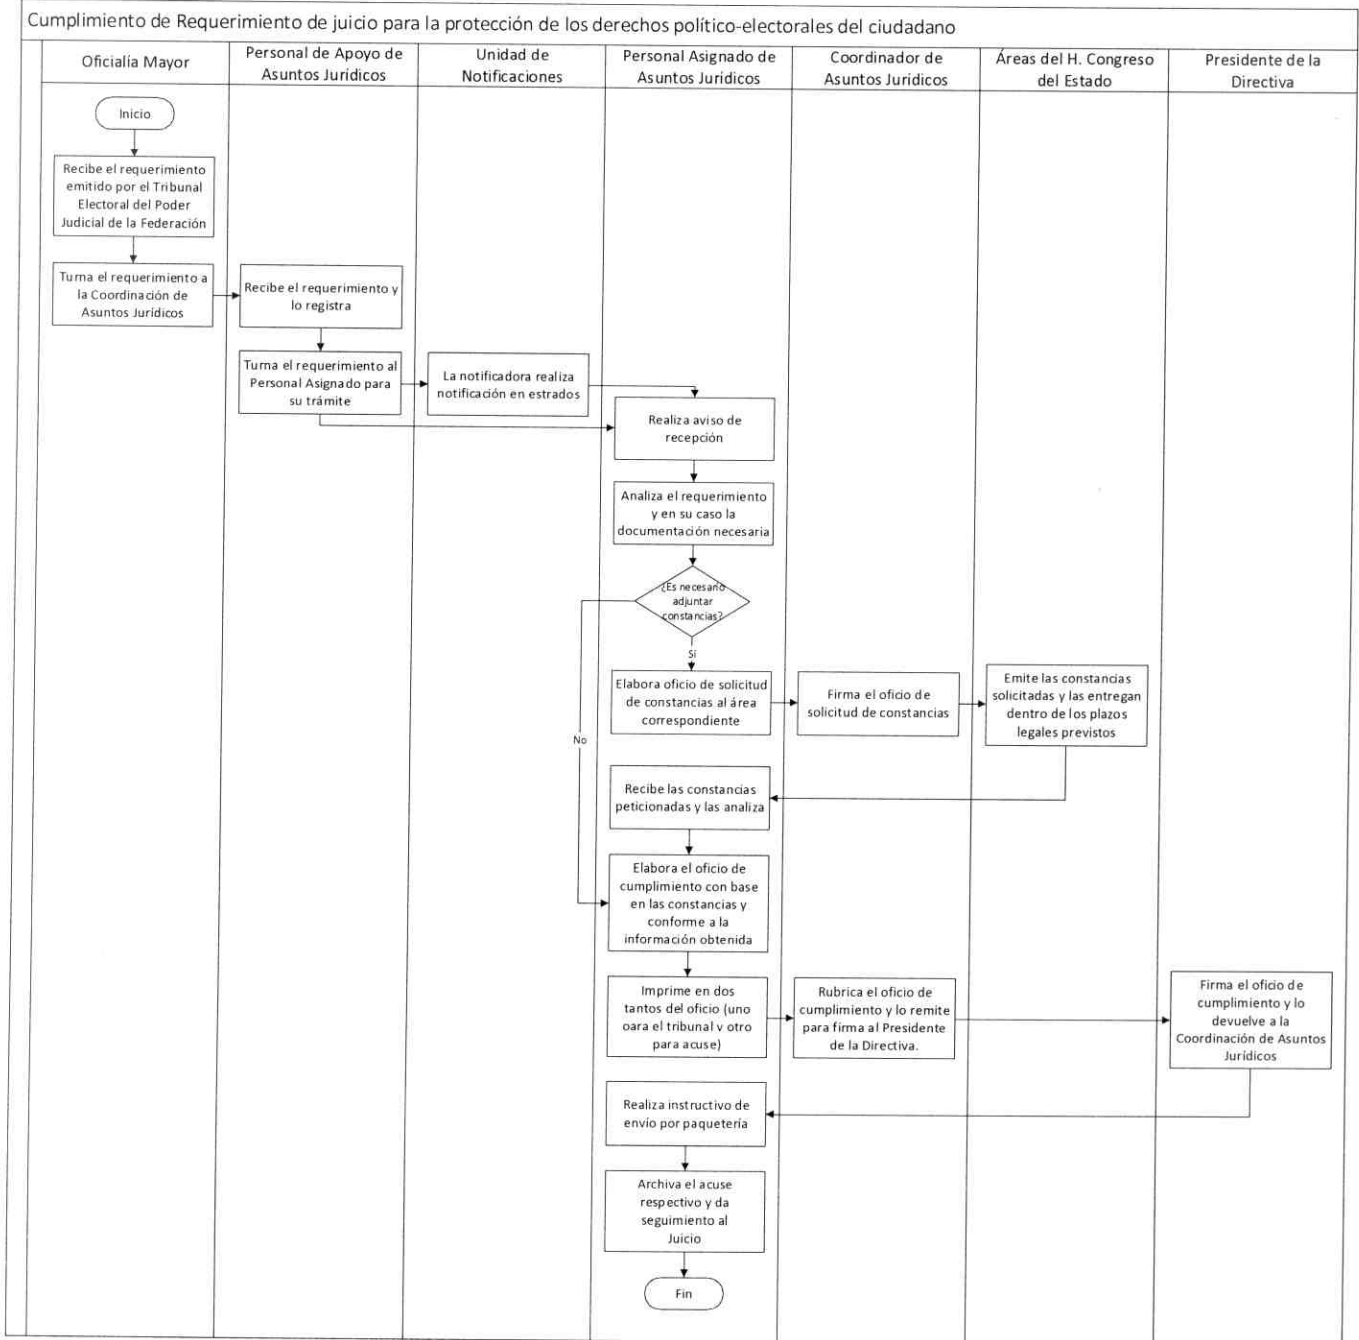 Cumplimiento de Requerimiento de juicio para la protección de los derechos político-electorales del ciudadano
Oficialía Mayor
Personal de Apoyo de
Asuntos Jurídicos
Unidad de
Notificaciones
Personal Asignado de
Asuntos Jurídicos
Coordinador de
Asuntos Jurídicos
Áreas del H. Congreso
del Estado
Presidente de la
Directiva
Inicio
Recibe el requerimiento
emitido por el Tribunal
Electoral del Poder
Judicial de la Federación
Turna el requerimiento a
la Coordinación de
Asuntos Jurídicos
Recibe el requerimiento y
lo registra
Turna el requerimiento al
Personal Asignado para
su trámite
La notificadora realiza
notificación en estrados
Realiza aviso de
recepción
Analiza el requerimiento
y en su caso la
documentación necesaria
¿Es necesario
adjuntar
constancias?
Sí
No
Elabora oficio de solicitud
de constancias al área
correspondiente
Firma el oficio de
solicitud de constancias
Emite las constancias
solicitadas y las entregan
dentro de los plazos
legales previstos
Recibe las constancias
peticionadas y las analiza
Elabora el oficio de
cumplimiento con base
en las constancias y
conforme a la
información obtenida
Imprime en dos
tantos del oficio (uno
oara el tribunal v otro
para acuse)
Rubrica el oficio de
cumplimiento y lo remite
para firma al Presidente
de la Directiva.
Firma el oficio de
cumplimiento y lo
devuelve a la
Coordinación de Asuntos
Jurídicos
Realiza instructivo de
envío por paquetería
Archiva el acuse
respectivo y da
seguimiento al
Juicio
Fin